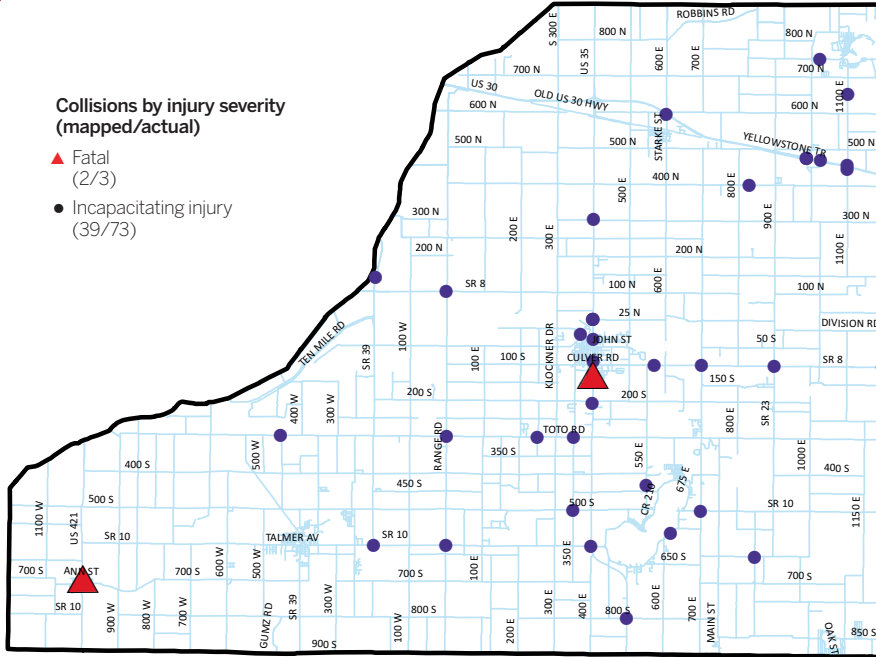 Collisions by injury severity
(mapped/actual)
Fatal
(2/3)
Incapacitating injury
(39/73)
ROBBINS RD
S 300 E
800 N
800 N
US 35
600 E
700 E
700 N
700 N
US 30
OLD US 30 HWY
1100 E
600 N
600 N
STARKE ST
YELLOWSTONE TR
500 N
500 N
500 N
400 N
500 E
800 E
900 E
300 N
300 N
200 E
300 E
200 N
200 N
1100 E
SR 8
600 E
100 N
100 N
25 N
DIVISION RD
TEN MILE RD
100 W
JOHN ST
50 S
SR 39
100 E
100 S
KLOCKNER DR
CULVER RD
SR 8
150 S
200 S
200 S
400 W
300 W
800 E
SR 23
TOTO RD
RANGE RD
350 S
500 W
550 E
1000 E
400 S
400 S
675 E
450 S
CR 210
500 S
500 S
SR 10
1150 E
1100 W
US 421
SR 10
TALMER AV
SR 10
350 E
650 S
600 W
500 W
100 E
700 S
ANN ST
700 S
700 S
700 S
SR 10
900 W
800 W
700 W
GUMZ RD
SR 39
300 W
100 W
800 S
200 E
300 E
400 E
800 S
600 E
700 E
MAIN ST
OAK ST
850 S
900 S